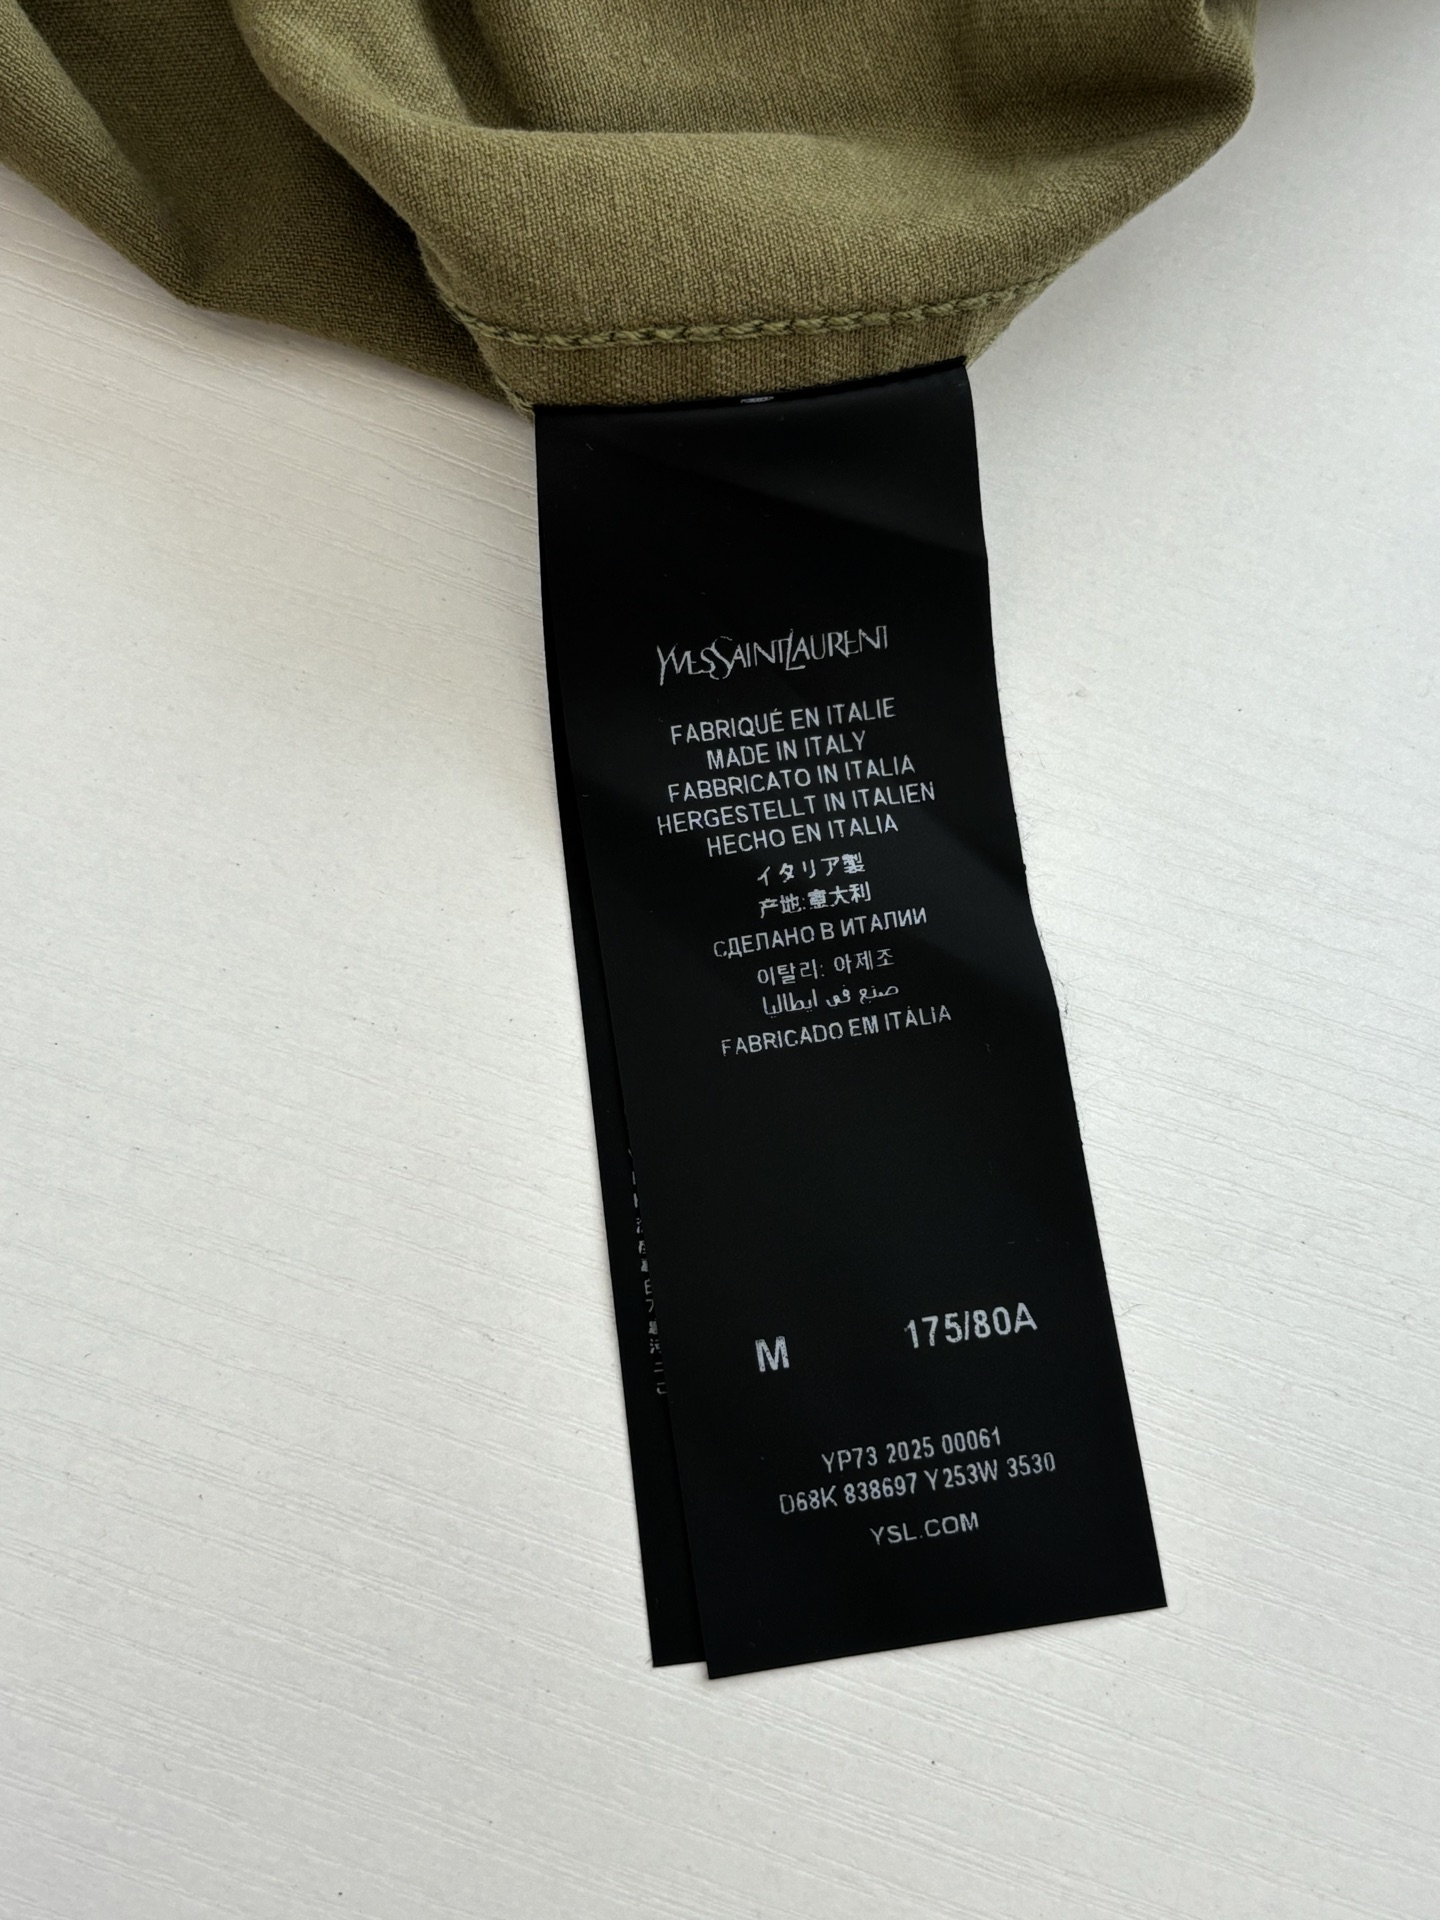 YVESSAINTLAURENT
FABRIQUÉ EN ITALIE
MADE IN ITALY
FABBRICATO IN ITALIA
HERGESTELLT IN ITALIEN
HECHO EN ITALIA
イタリア製
产地:意大利
СДЕЛАНО В ИТАЛИИ
이탈리: 아제조
صنع في ايطاليا
FABRICADO EM ITÁLIA
M 175/80A
YP73 2025 00061
D68K 838697 Y253W 3530
YSL.COM